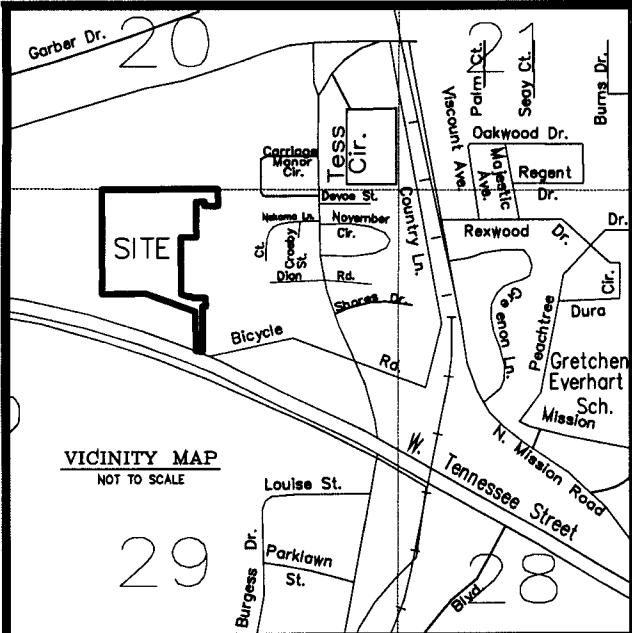 20
21
Garber Dr.
Palm Ct.
Seay Ct.
Burns Dr.
Viscount Ave.
Oakwood Dr.
Majestic Ave.
Regent
Dr.
Carriage
Manor
Cir.
Tess
Cir.
Devoe St.
Country Ln.
Nekoma Ln.
November
Cir.
Crosby
St.
Ct.
Dian Rd.
Shores Dr.
Rexwood Dr.
Dr.
Cir.
Dura
Peachtree
Greenon Ln.
SITE
Bicycle
Rd.
Gretchen
Everhart
Sch.
Mission
N. Mission Road
W. Tennessee Street
VICINITY MAP
NOT TO SCALE
Louise St.
Burgess Dr.
Parklawn
St.
Blvd
29
28